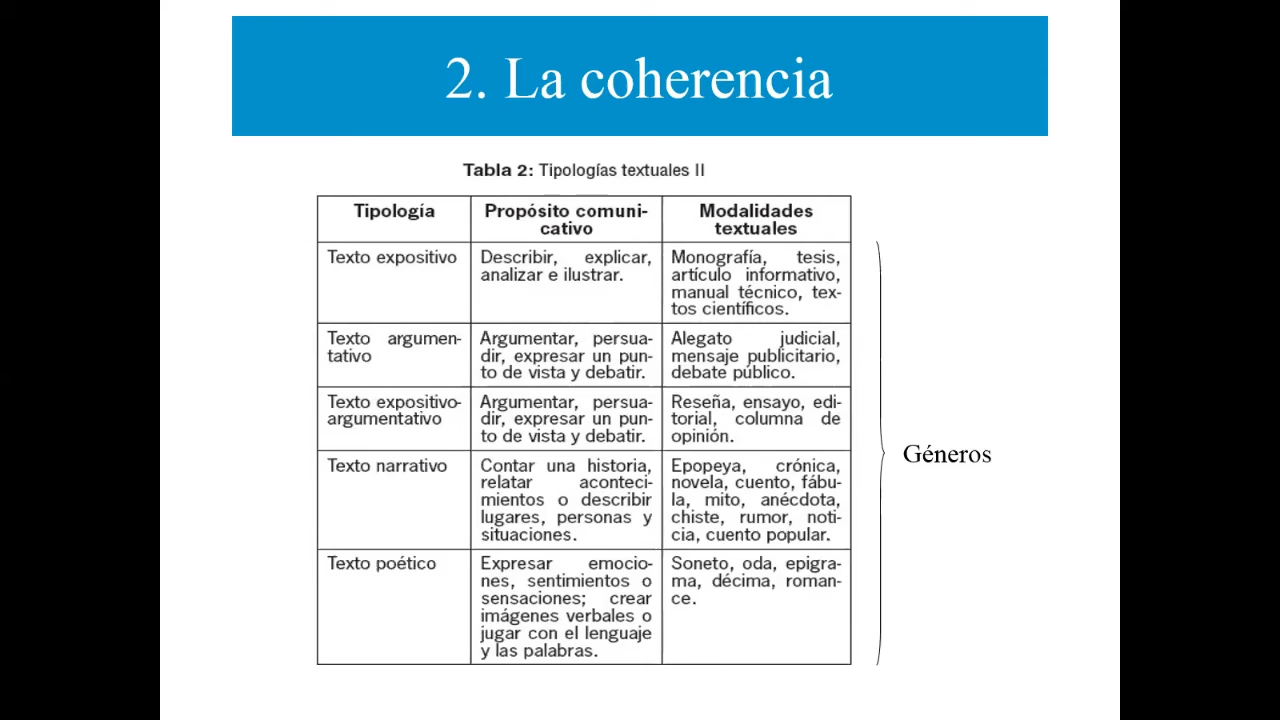 2. La coherencia
Tabla 2: Tipologías textuales II
Tipología
Propósito comuni-
cativo
Modalidades
textuales
Texto expositivo
Describir, explicar,
analizar e ilustrar.
Monografía, tesis,
artículo informativo,
manual técnico, tex-
tos científicos.
Texto argumen-
tativo
Argumentar, persua-
dir, expresar un pun-
to de vista y debatir.
Alegato judicial,
mensaje publicitario,
debate público.
Texto expositivo-
argumentativo
Argumentar, persua-
dir, expresar un pun-
to de vista y debatir.
Reseña, ensayo, edi-
torial, columna de
opinión.
Texto narrativo
Contar una historia,
relatar aconteci-
mientos o describir
lugares, personas y
situaciones.
Epopeya, crónica,
novela, cuento, fábu-
la, mito, anécdota,
chiste, rumor, noti-
cia, cuento popular.
Texto poético
Expresar emocio-
nes, sentimientos o
sensaciones; crear
imágenes verbales o
jugar con el lenguaje
y las palabras.
Soneto, oda, epigra-
ma, décima, roman-
ce.
Géneros